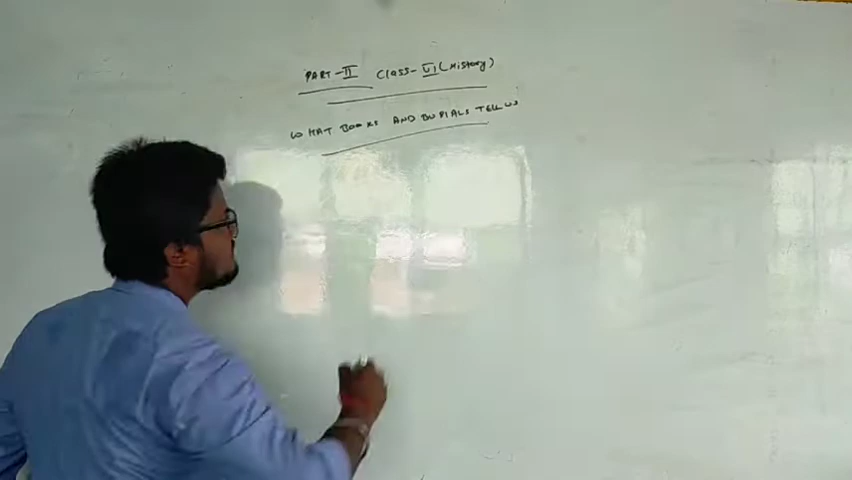 PART-II Class-VI (History)
WHAT BOOKS AND BURIALS TELL US